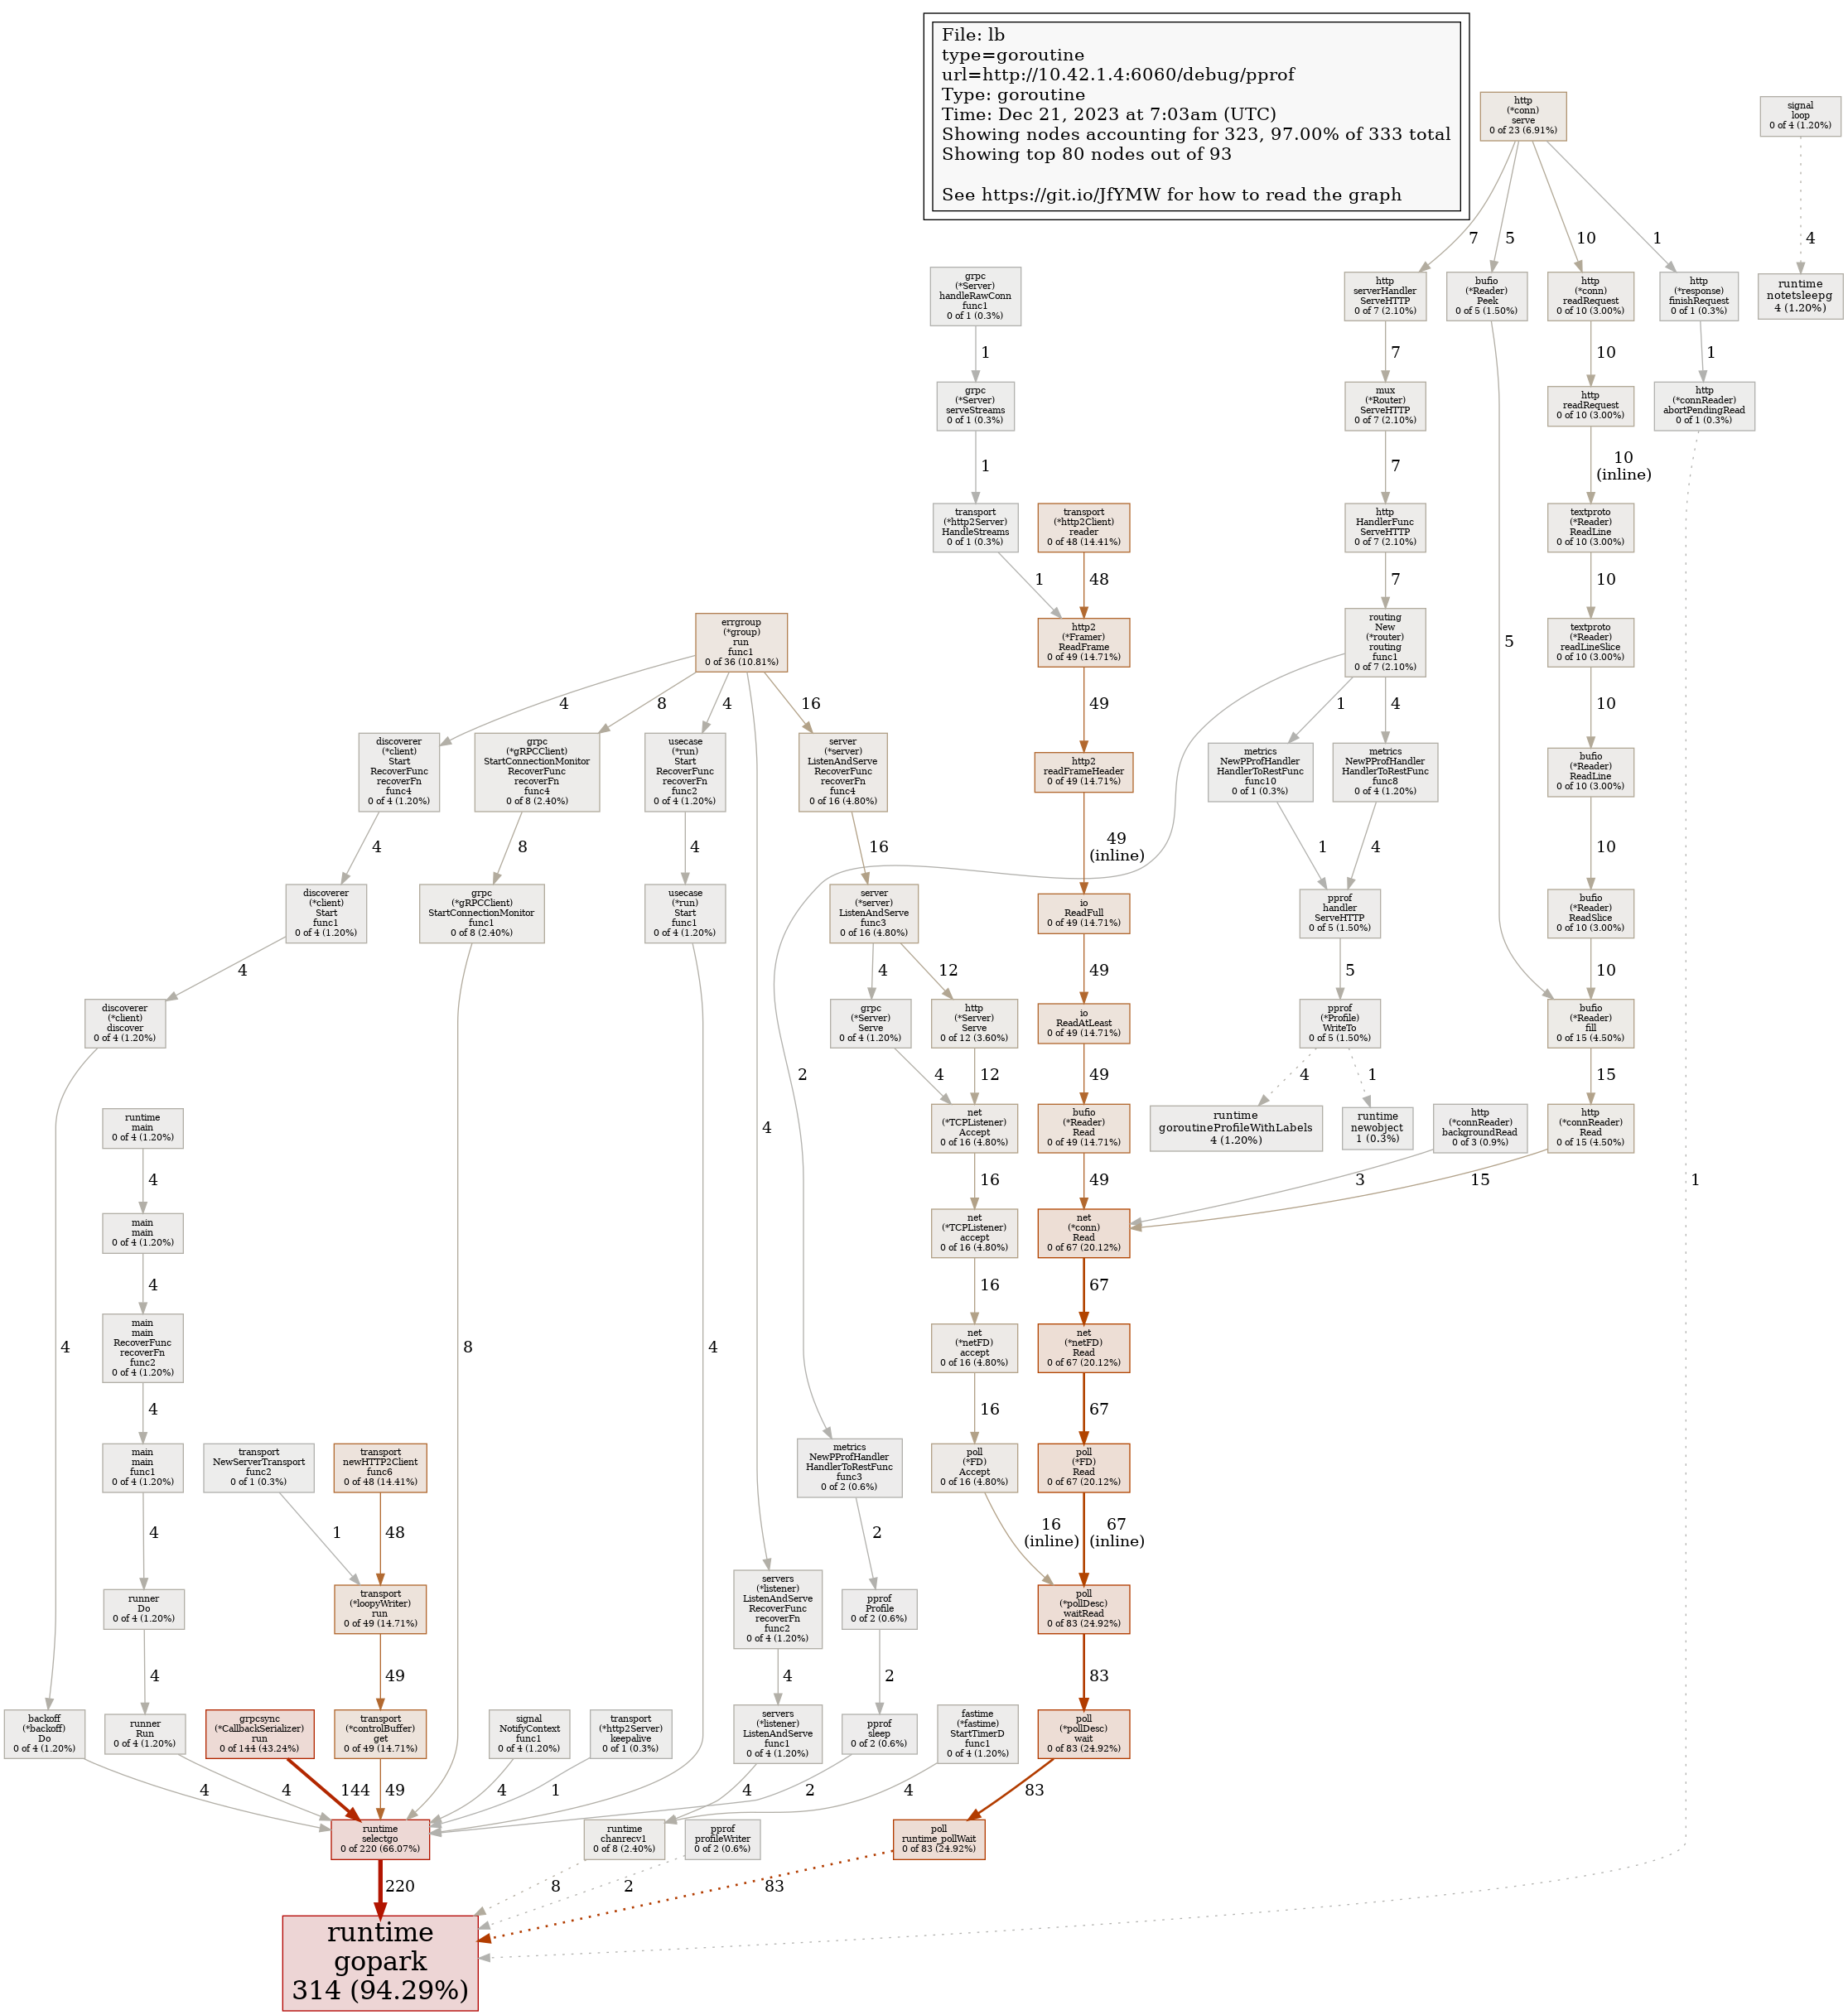 File: lb
type=goroutine
url=http://10.42.1.4:6060/debug/pprof
Type: goroutine
Time: Dec 21, 2023 at 7:03am (UTC)
Showing nodes accounting for 323, 97.00% of 333 total
Showing top 80 nodes out of 93
See https://git.io/JfYMW for how to read the graph
http
(*conn)
serve
0 of 23 (6.91%)
signal
loop
0 of 4 (1.20%)
7
5
10
1
4
grpc
(*Server)
handleRawConn
func1
0 of 1 (0.3%)
http
serverHandler
ServeHTTP
0 of 7 (2.10%)
bufio
(*Reader)
Peek
0 of 5 (1.50%)
http
(*conn)
readRequest
0 of 10 (3.00%)
http
(*response)
finishRequest
0 of 1 (0.3%)
runtime
notetsleepg
4 (1.20%)
1
7
10
1
grpc
(*Server)
serveStreams
0 of 1 (0.3%)
mux
(*Router)
ServeHTTP
0 of 7 (2.10%)
http
readRequest
0 of 10 (3.00%)
http
(*connReader)
abortPendingRead
0 of 1 (0.3%)
1
7
10
(inline)
transport
(*http2Server)
HandleStreams
0 of 1 (0.3%)
transport
(*http2Client)
reader
0 of 48 (14.41%)
http
HandlerFunc
ServeHTTP
0 of 7 (2.10%)
textproto
(*Reader)
ReadLine
0 of 10 (3.00%)
1
48
7
10
errgroup
(*group)
run
func1
0 of 36 (10.81%)
http2
(*Framer)
ReadFrame
0 of 49 (14.71%)
routing
New
(*router)
routing
func1
0 of 7 (2.10%)
5
textproto
(*Reader)
readLineSlice
0 of 10 (3.00%)
4
8
4
16
49
1
4
10
discoverer
(*client)
Start
RecoverFunc
recoverFn
func4
0 of 4 (1.20%)
grpc
(*gRPCClient)
StartConnectionMonitor
RecoverFunc
recoverFn
func4
0 of 8 (2.40%)
usecase
(*run)
Start
RecoverFunc
recoverFn
func2
0 of 4 (1.20%)
server
(*server)
ListenAndServe
RecoverFunc
recoverFn
func4
0 of 16 (4.80%)
http2
readFrameHeader
0 of 49 (14.71%)
metrics
NewPProfHandler
HandlerToRestFunc
func10
0 of 1 (0.3%)
metrics
NewPProfHandler
HandlerToRestFunc
func8
0 of 4 (1.20%)
bufio
(*Reader)
ReadLine
0 of 10 (3.00%)
4
8
4
16
49
(inline)
1
4
10
discoverer
(*client)
Start
func1
0 of 4 (1.20%)
grpc
(*gRPCClient)
StartConnectionMonitor
func1
0 of 8 (2.40%)
usecase
(*run)
Start
func1
0 of 4 (1.20%)
server
(*server)
ListenAndServe
func3
0 of 16 (4.80%)
io
ReadFull
0 of 49 (14.71%)
pprof
handler
ServeHTTP
0 of 5 (1.50%)
bufio
(*Reader)
ReadSlice
0 of 10 (3.00%)
4
4
12
49
5
10
discoverer
(*client)
discover
0 of 4 (1.20%)
grpc
(*Server)
Serve
0 of 4 (1.20%)
http
(*Server)
Serve
0 of 12 (3.60%)
io
ReadAtLeast
0 of 49 (14.71%)
pprof
(*Profile)
WriteTo
0 of 5 (1.50%)
bufio
(*Reader)
fill
0 of 15 (4.50%)
2
4
12
49
4
1
15
runtime
main
0 of 4 (1.20%)
4
net
(*TCPListener)
Accept
0 of 16 (4.80%)
bufio
(*Reader)
Read
0 of 49 (14.71%)
runtime
goroutineProfileWithLabels
4 (1.20%)
runtime
newobject
1 (0.3%)
http
(*connReader)
backgroundRead
0 of 3 (0.9%)
http
(*connReader)
Read
0 of 15 (4.50%)
4
16
49
3
15
1
main
main
0 of 4 (1.20%)
net
(*TCPListener)
accept
0 of 16 (4.80%)
net
(*conn)
Read
0 of 67 (20.12%)
4
16
67
4
main
main
RecoverFunc
recoverFn
func2
0 of 4 (1.20%)
8
4
net
(*netFD)
accept
0 of 16 (4.80%)
net
(*netFD)
Read
0 of 67 (20.12%)
4
16
67
main
main
func1
0 of 4 (1.20%)
transport
NewServerTransport
func2
0 of 1 (0.3%)
transport
newHTTP2Client
func6
0 of 48 (14.41%)
metrics
NewPProfHandler
HandlerToRestFunc
func3
0 of 2 (0.6%)
poll
(*FD)
Accept
0 of 16 (4.80%)
poll
(*FD)
Read
0 of 67 (20.12%)
4
1
48
2
16
(inline)
67
(inline)
runner
Do
0 of 4 (1.20%)
transport
(*loopyWriter)
run
0 of 49 (14.71%)
servers
(*listener)
ListenAndServe
RecoverFunc
recoverFn
func2
0 of 4 (1.20%)
pprof
Profile
0 of 2 (0.6%)
poll
(*pollDesc)
waitRead
0 of 83 (24.92%)
4
49
4
2
83
backoff
(*backoff)
Do
0 of 4 (1.20%)
runner
Run
0 of 4 (1.20%)
grpcsync
(*CallbackSerializer)
run
0 of 144 (43.24%)
transport
(*controlBuffer)
get
0 of 49 (14.71%)
signal
NotifyContext
func1
0 of 4 (1.20%)
transport
(*http2Server)
keepalive
0 of 1 (0.3%)
servers
(*listener)
ListenAndServe
func1
0 of 4 (1.20%)
pprof
sleep
0 of 2 (0.6%)
fastime
(*fastime)
StartTimerD
func1
0 of 4 (1.20%)
poll
(*pollDesc)
wait
0 of 83 (24.92%)
4
4
144
49
4
1
4
2
4
83
runtime
selectgo
0 of 220 (66.07%)
runtime
chanrecv1
0 of 8 (2.40%)
pprof
profileWriter
0 of 2 (0.6%)
poll
runtime_pollWait
0 of 83 (24.92%)
220
8
2
83
runtime
gopark
314 (94.29%)